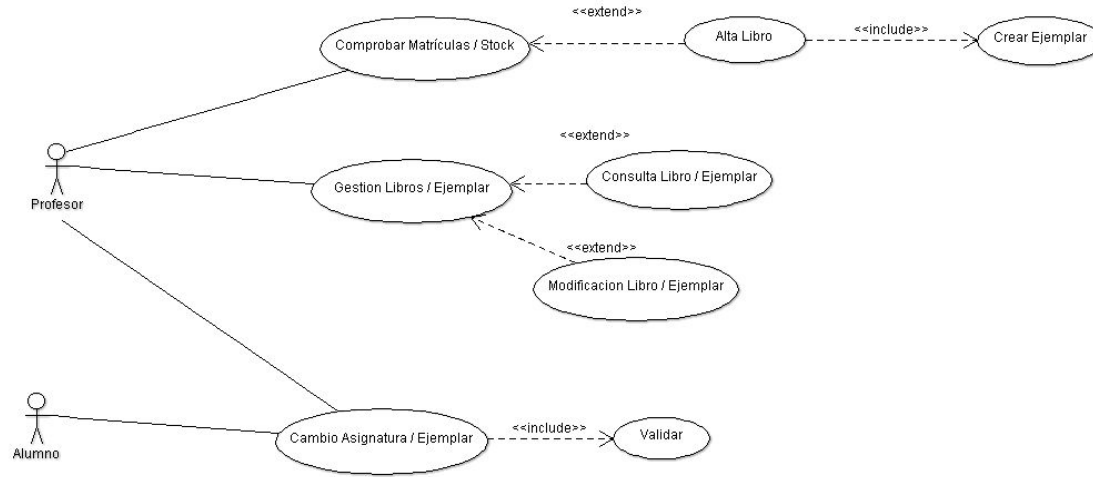 <<extend>>
Comprobar Matrículas / Stock
Alta Libro
<<include>>
Crear Ejemplar
<<extend>>
Profesor
Gestion Libros / Ejemplar
Consulta Libro / Ejemplar
<<extend>>
Modificacion Libro / Ejemplar
Alumno
Cambio Asignatura / Ejemplar
<<include>>
Validar